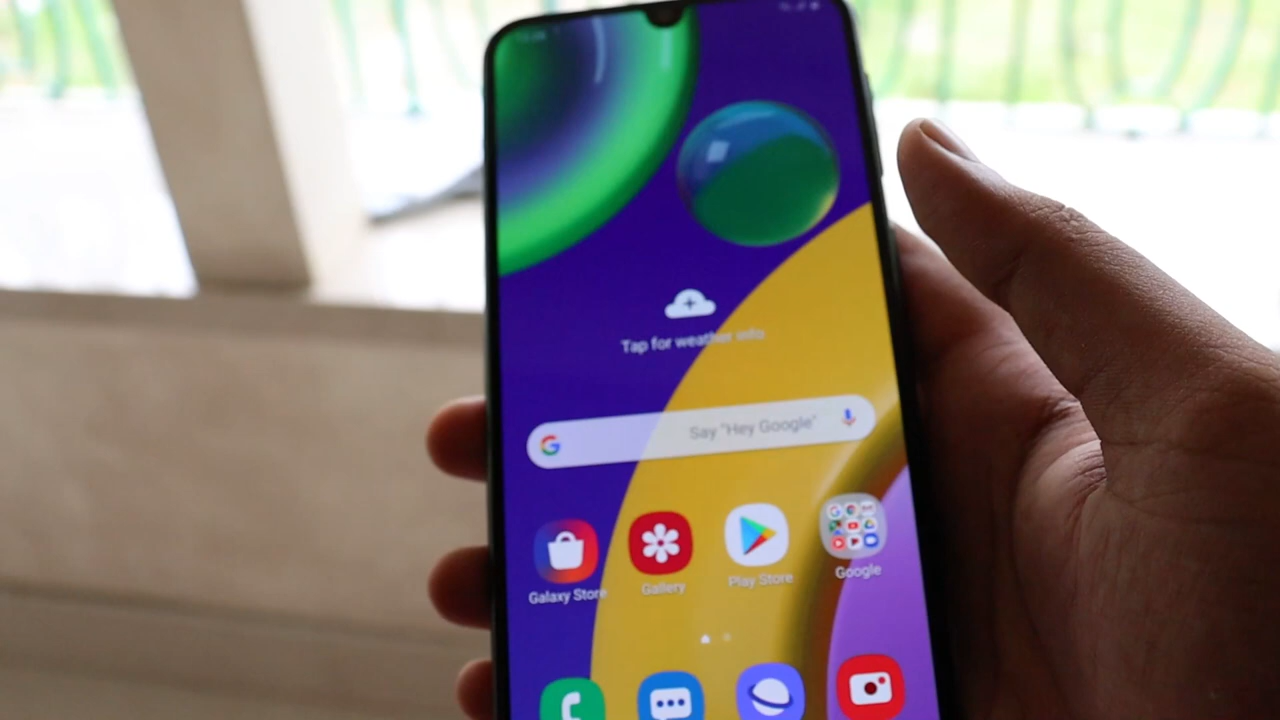 Tap for weather info
Say "Hey Google"
Galaxy Store
Gallery
Play Store
Google